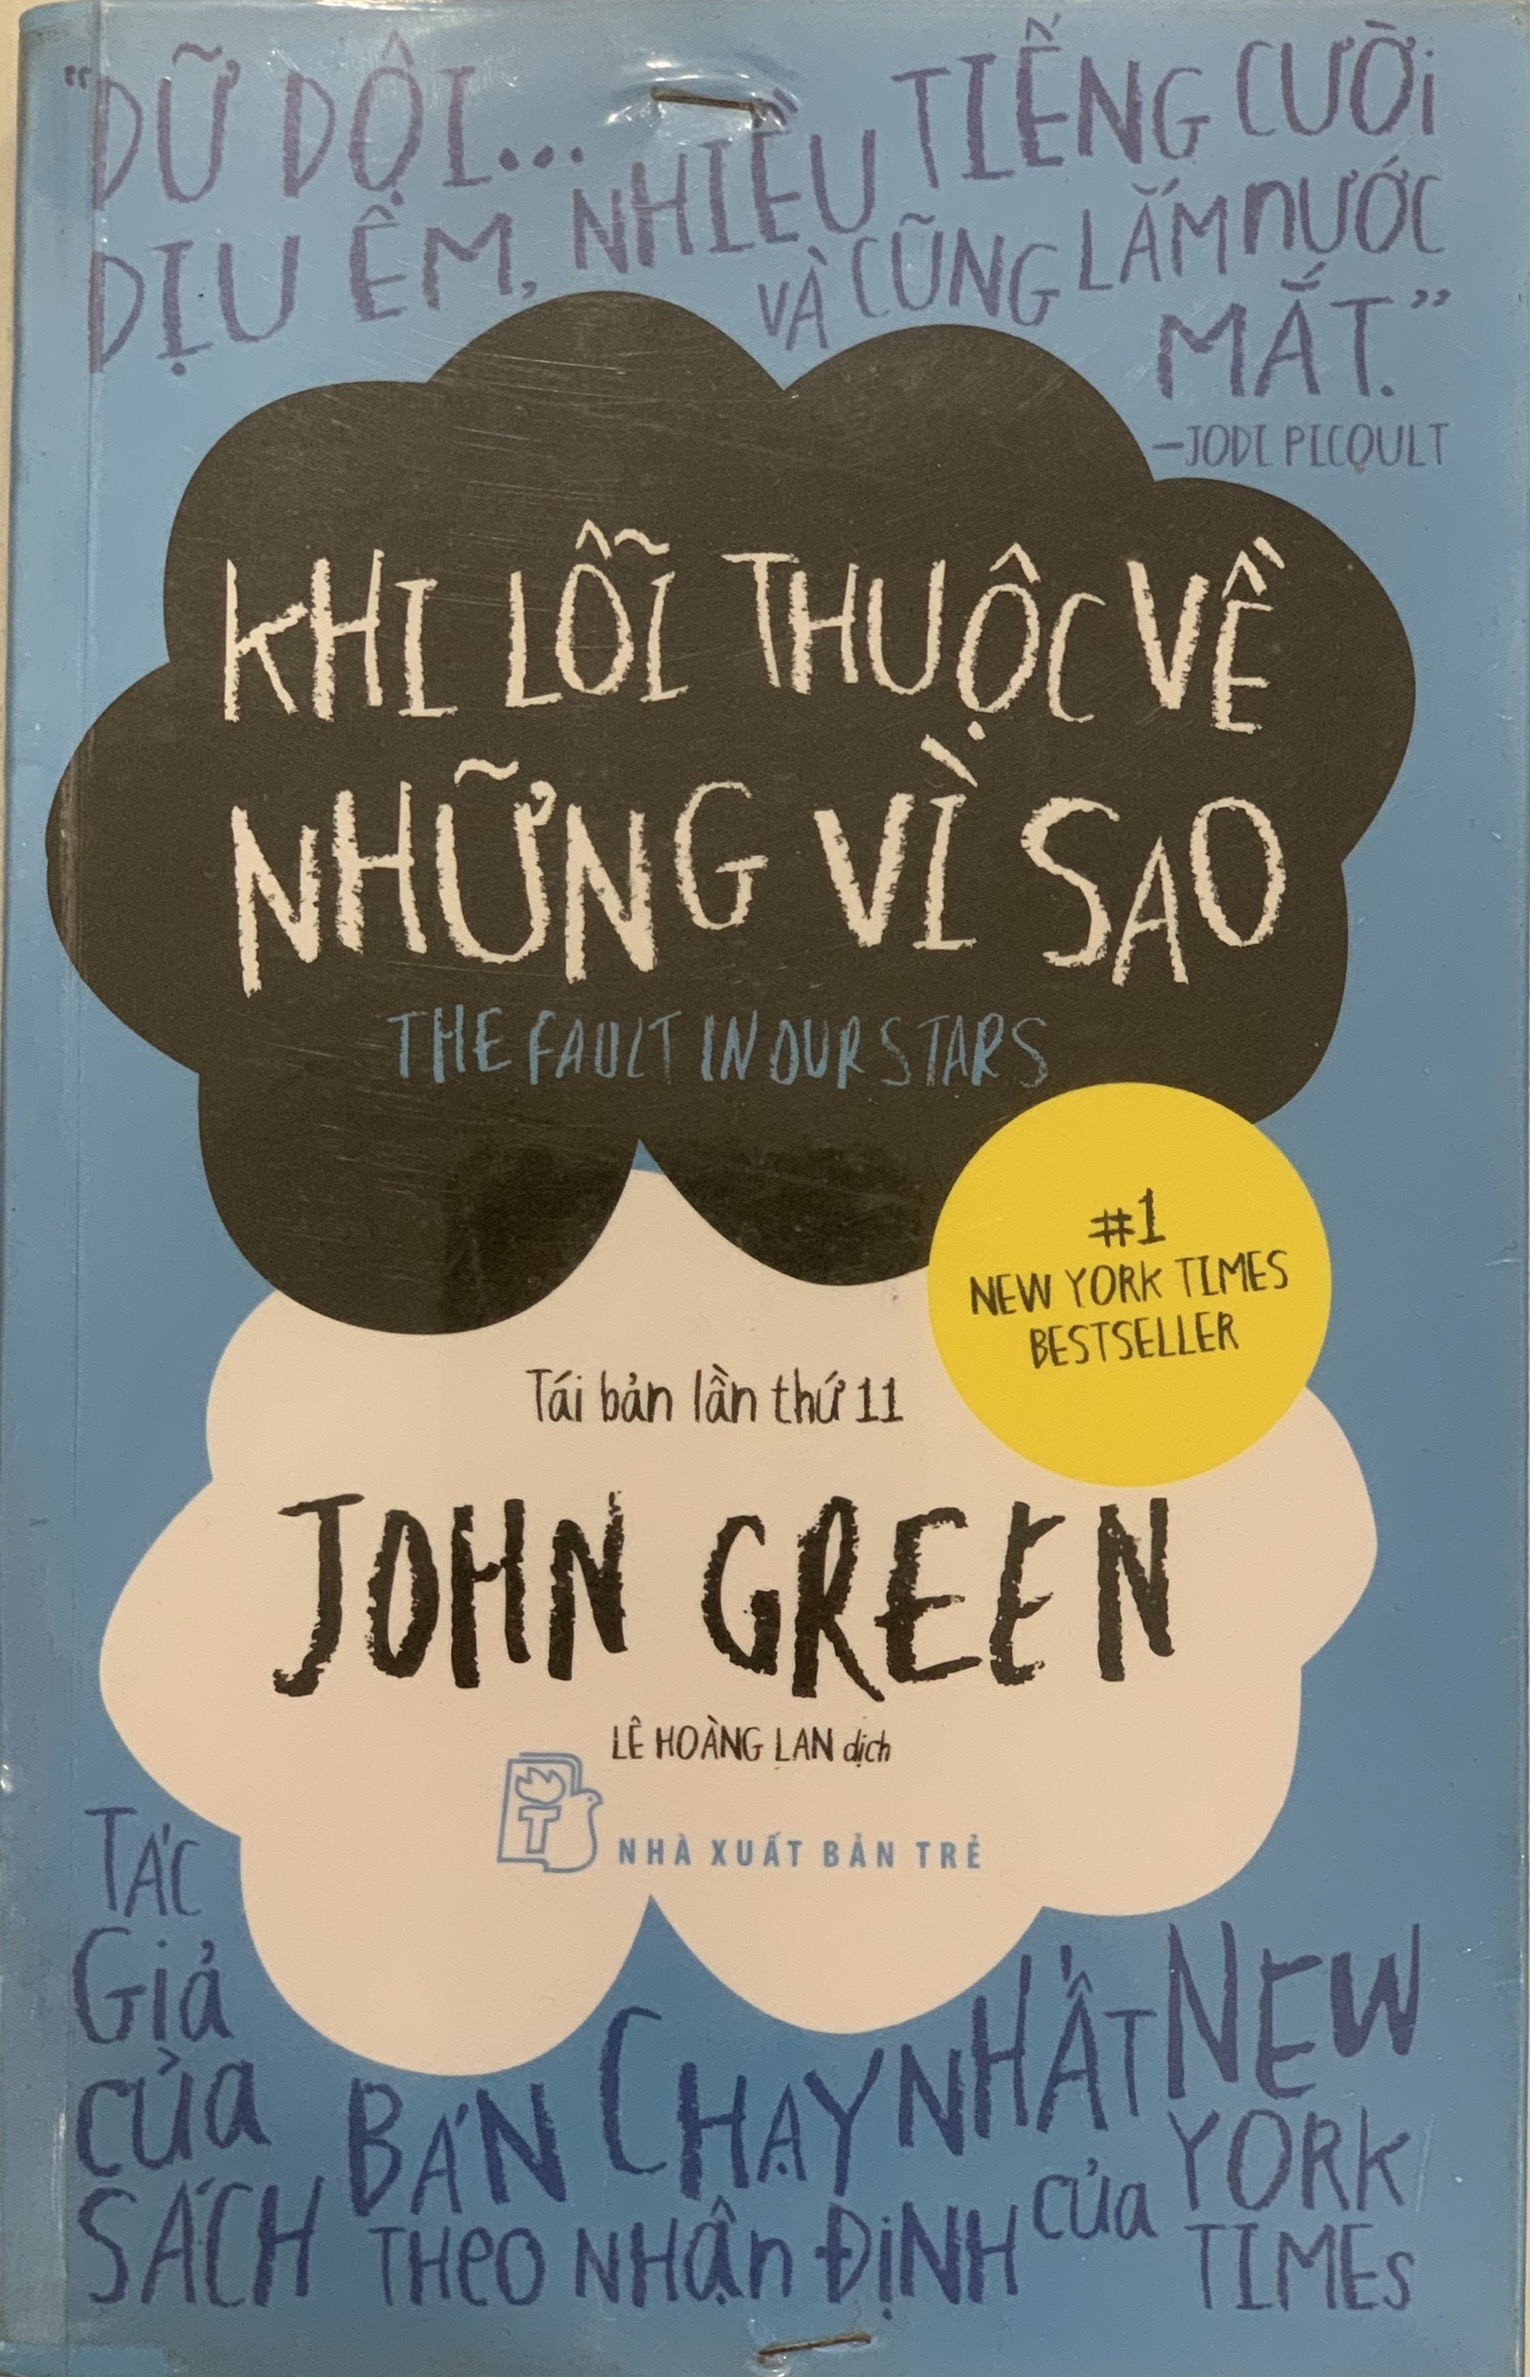 “DỮ DỘI...
DỊU ÊM, NHIỀU TIẾNG CƯỜI
VÀ CŨNG LẮM NƯỚC
MẮT.”
—JODI PICOULT
KHI LỖI THUỘC VỀ
NHỮNG VÌ SAO
THE FAULT IN OUR STARS
#1
NEW YORK TIMES
BESTSELLER
Tái bản lần thứ 11
JOHN GREEN
LÊ HOÀNG LAN dịch
T
NHÀ XUẤT BẢN TRẺ
TÁC
Giả
của
SÁCH BÁN CHẠY NHẤT NEW
THEO NHẬN ĐỊNH của YORK
TIMES